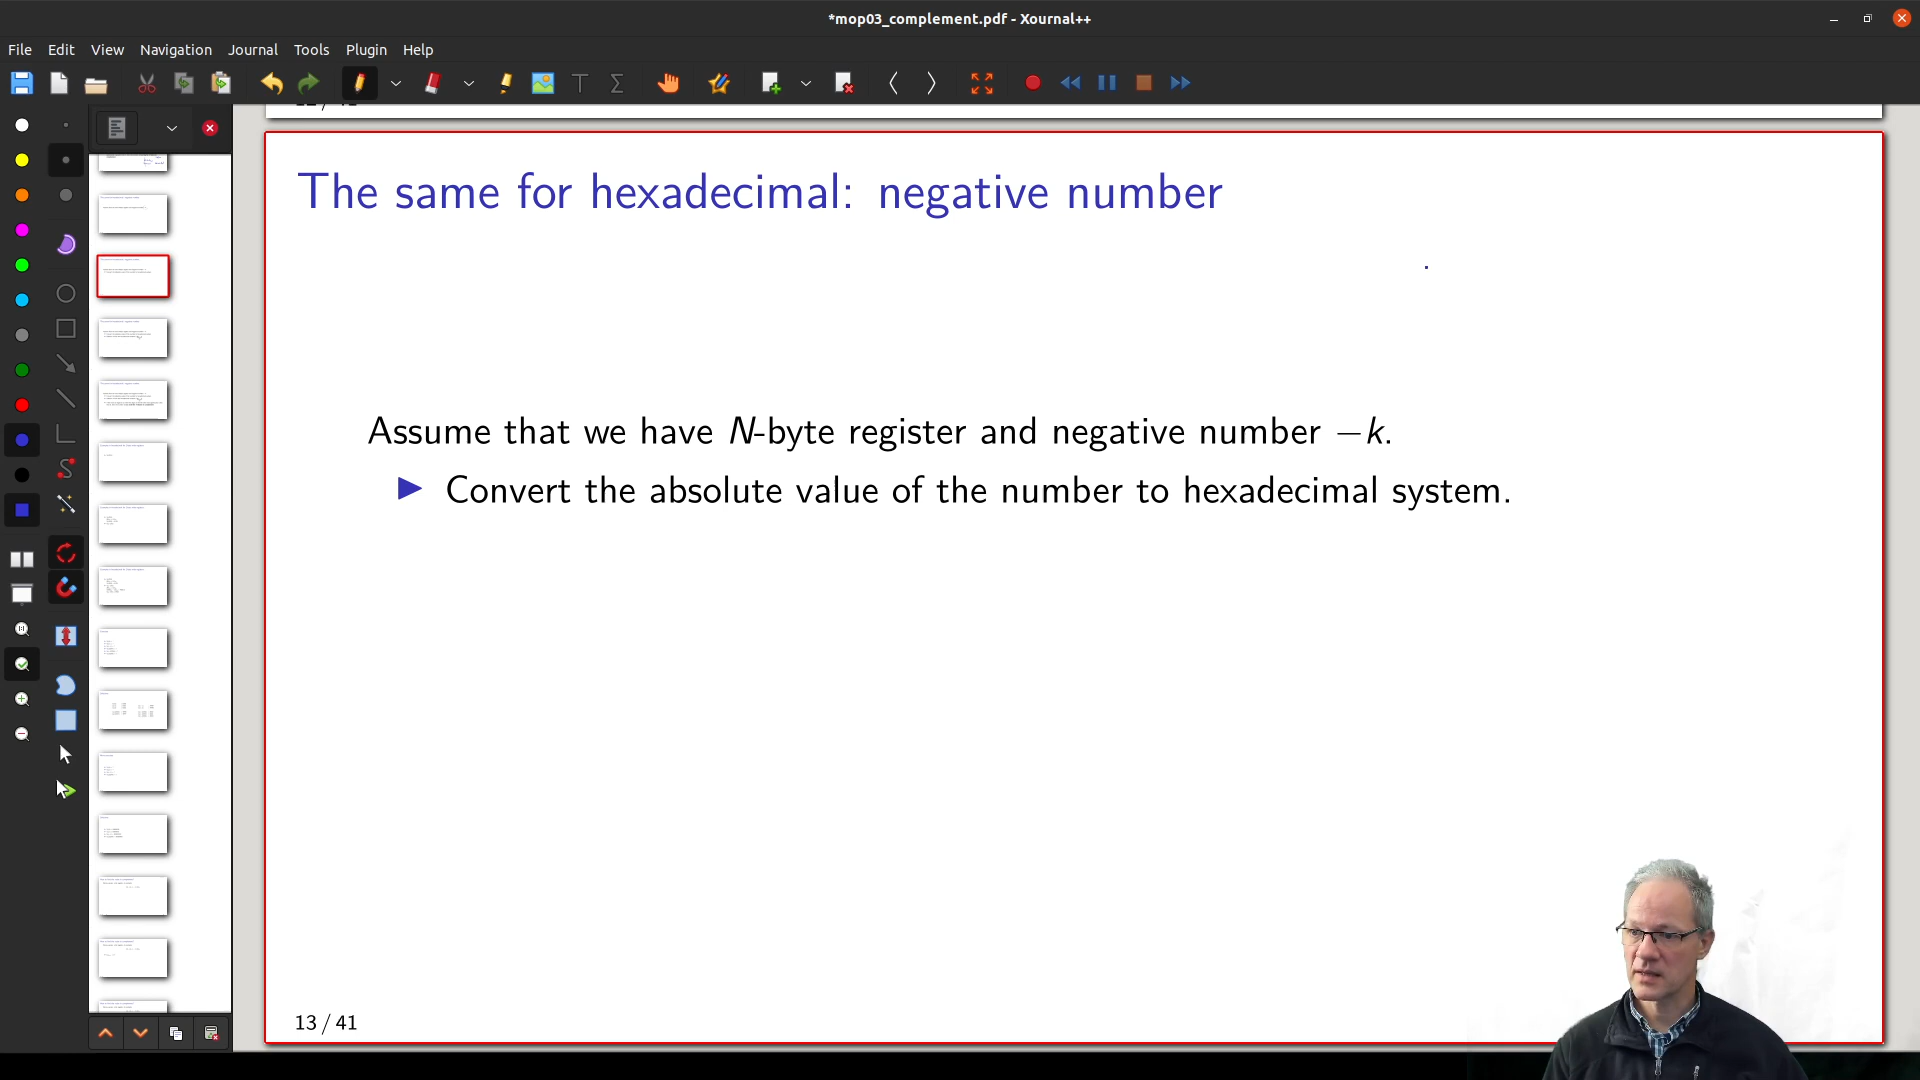 *mop03_complement.pdf - Xournal++
File Edit View Navigation Journal Tools Plugin Help
The same for hexadecimal: negative number
Assume that we have N-byte register and negative number −k.
▶ Convert the absolute value of the number to hexadecimal system.
13 / 41